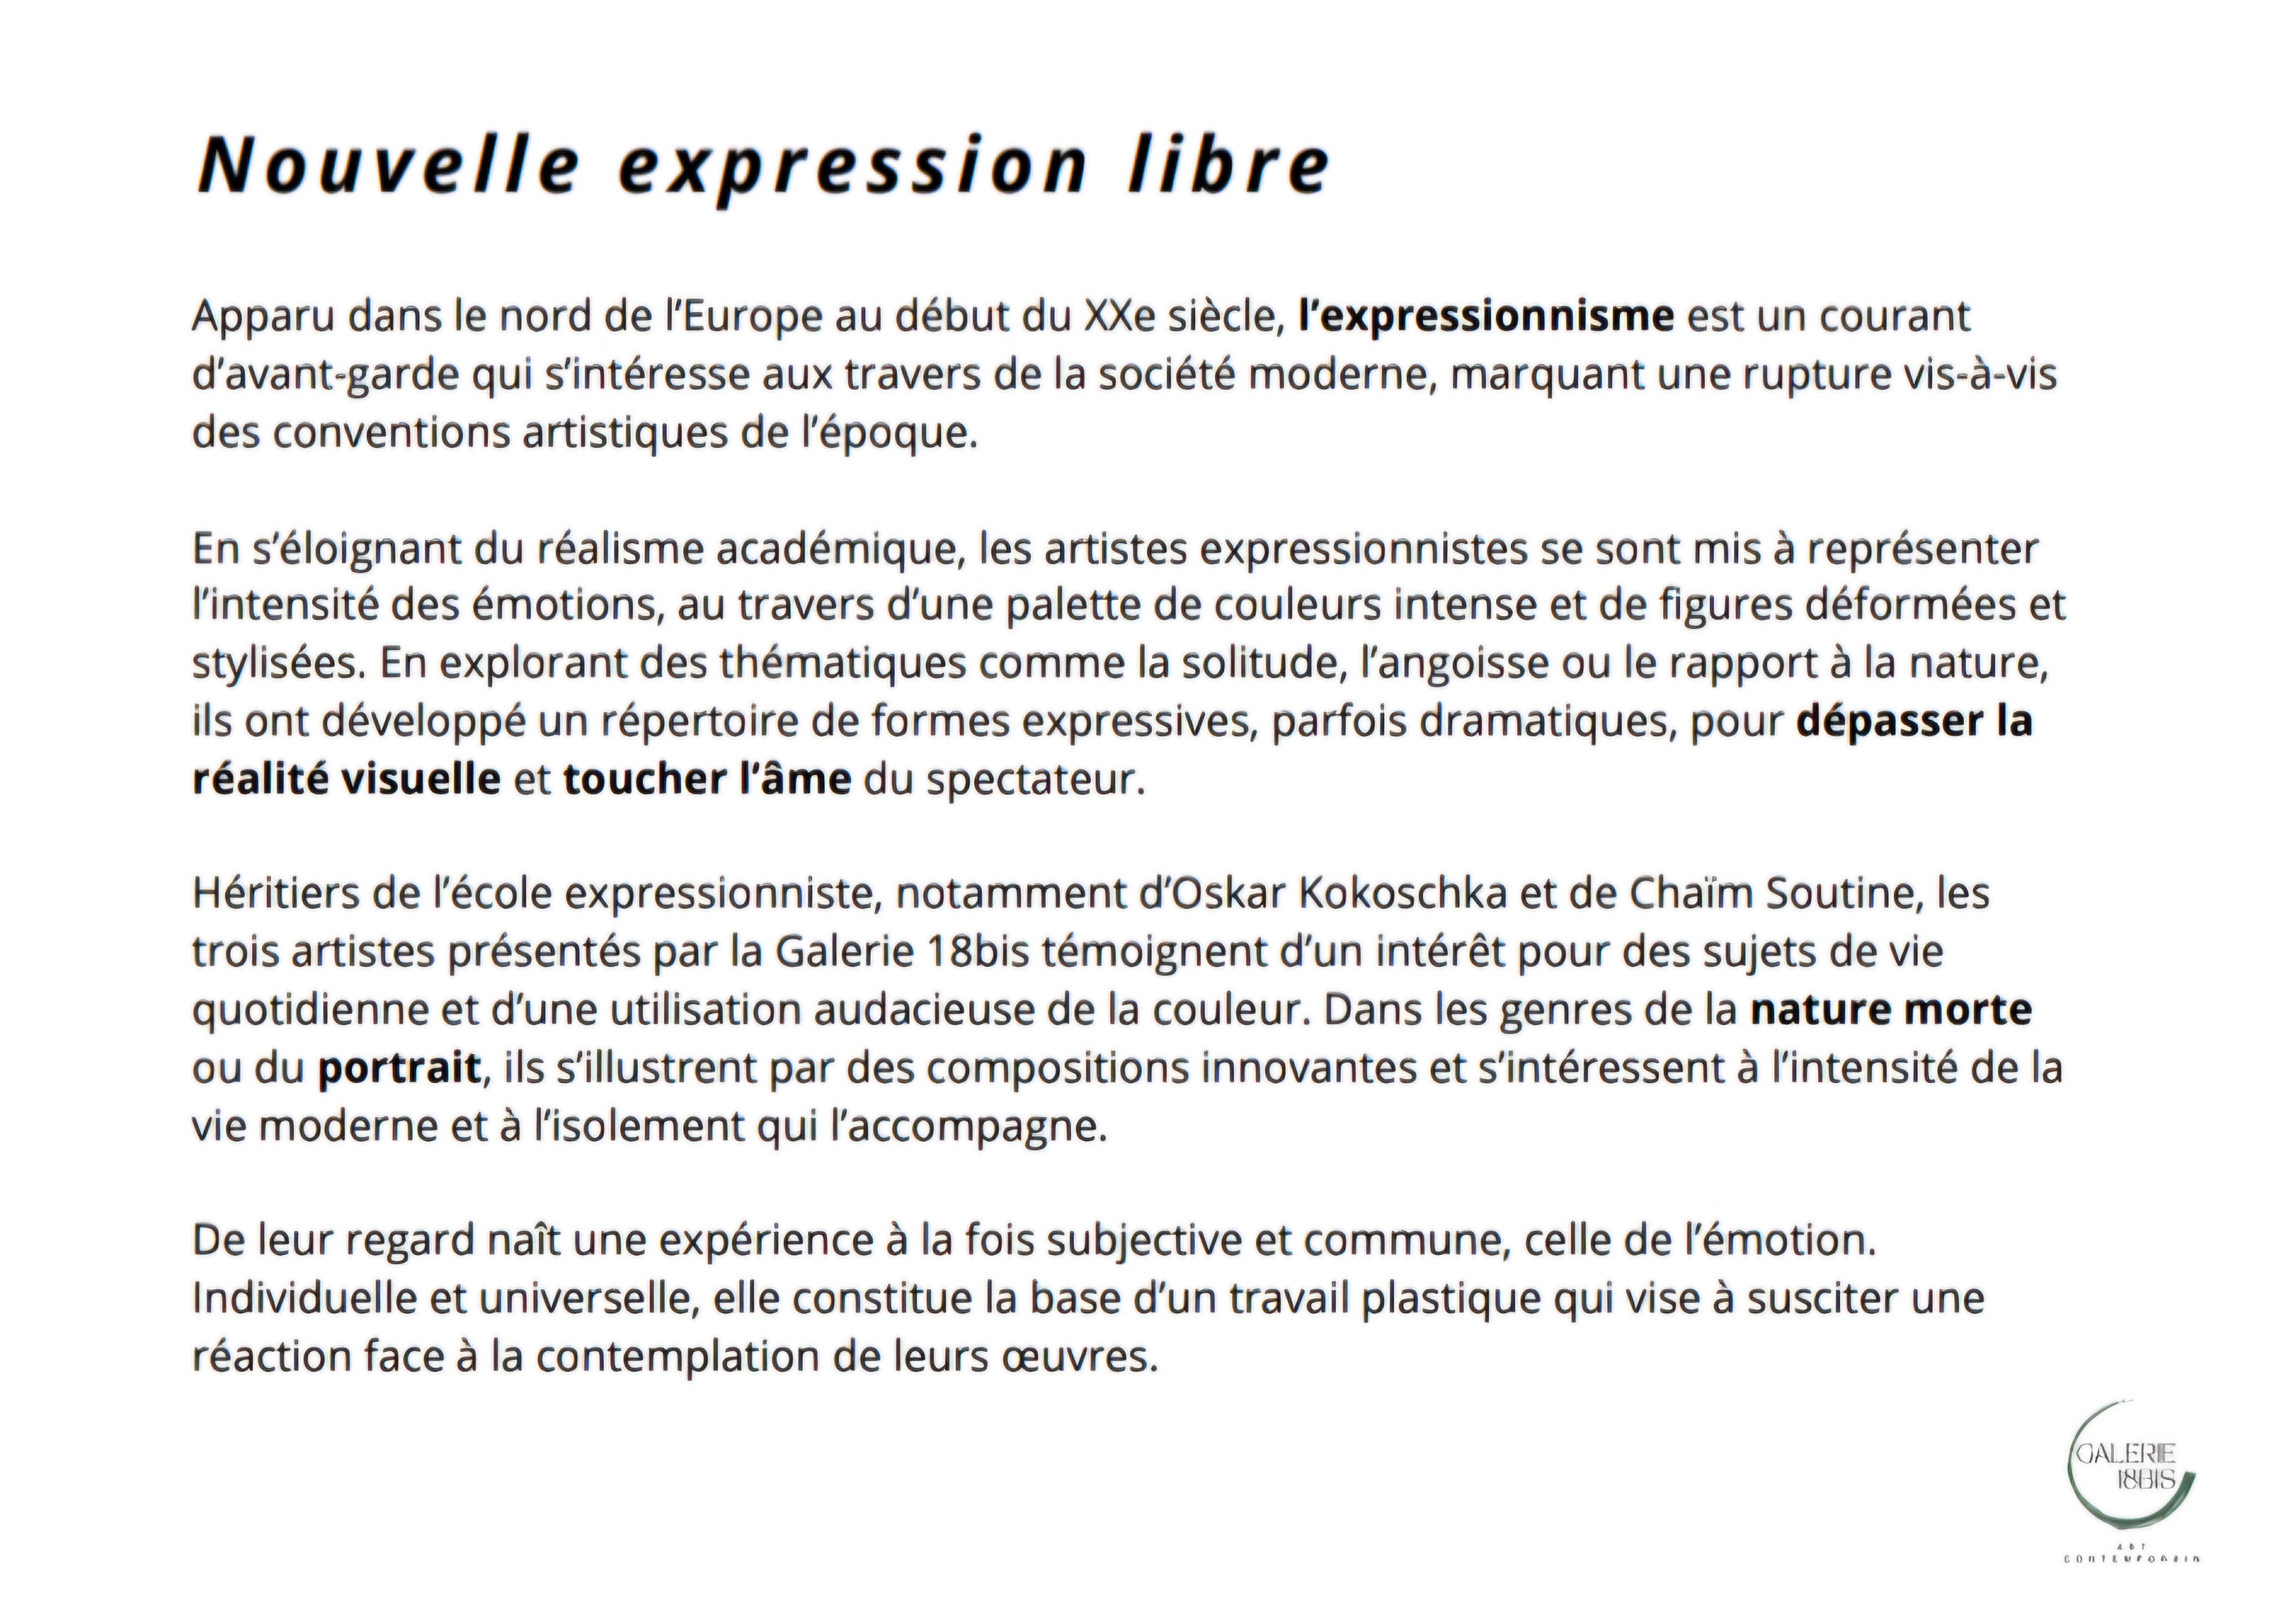 Nouvelle expression libre
Apparu dans le nord de l’Europe au début du XXe siècle, l’expressionnisme est un courant
d’avant-garde qui s’intéresse aux travers de la société moderne, marquant une rupture vis-à-vis
des conventions artistiques de l’époque.
En s’éloignant du réalisme académique, les artistes expressionnistes se sont mis à représenter
l’intensité des émotions, au travers d’une palette de couleurs intense et de figures déformées et
stylisées. En explorant des thématiques comme la solitude, l’angoisse ou le rapport à la nature,
ils ont développé un répertoire de formes expressives, parfois dramatiques, pour dépasser la
réalité visuelle et toucher l’âme du spectateur.
Héritiers de l’école expressionniste, notamment d’Oskar Kokoschka et de Chaïm Soutine, les
trois artistes présentés par la Galerie 18bis témoignent d’un intérêt pour des sujets de vie
quotidienne et d’une utilisation audacieuse de la couleur. Dans les genres de la nature morte
ou du portrait, ils s’illustrent par des compositions innovantes et s’intéressent à l’intensité de la
vie moderne et à l’isolement qui l’accompagne.
De leur regard naît une expérience à la fois subjective et commune, celle de l’émotion.
Individuelle et universelle, elle constitue la base d’un travail plastique qui vise à susciter une
réaction face à la contemplation de leurs œuvres.
GALERIE
18BIS
ART
CONTEMPORAIN